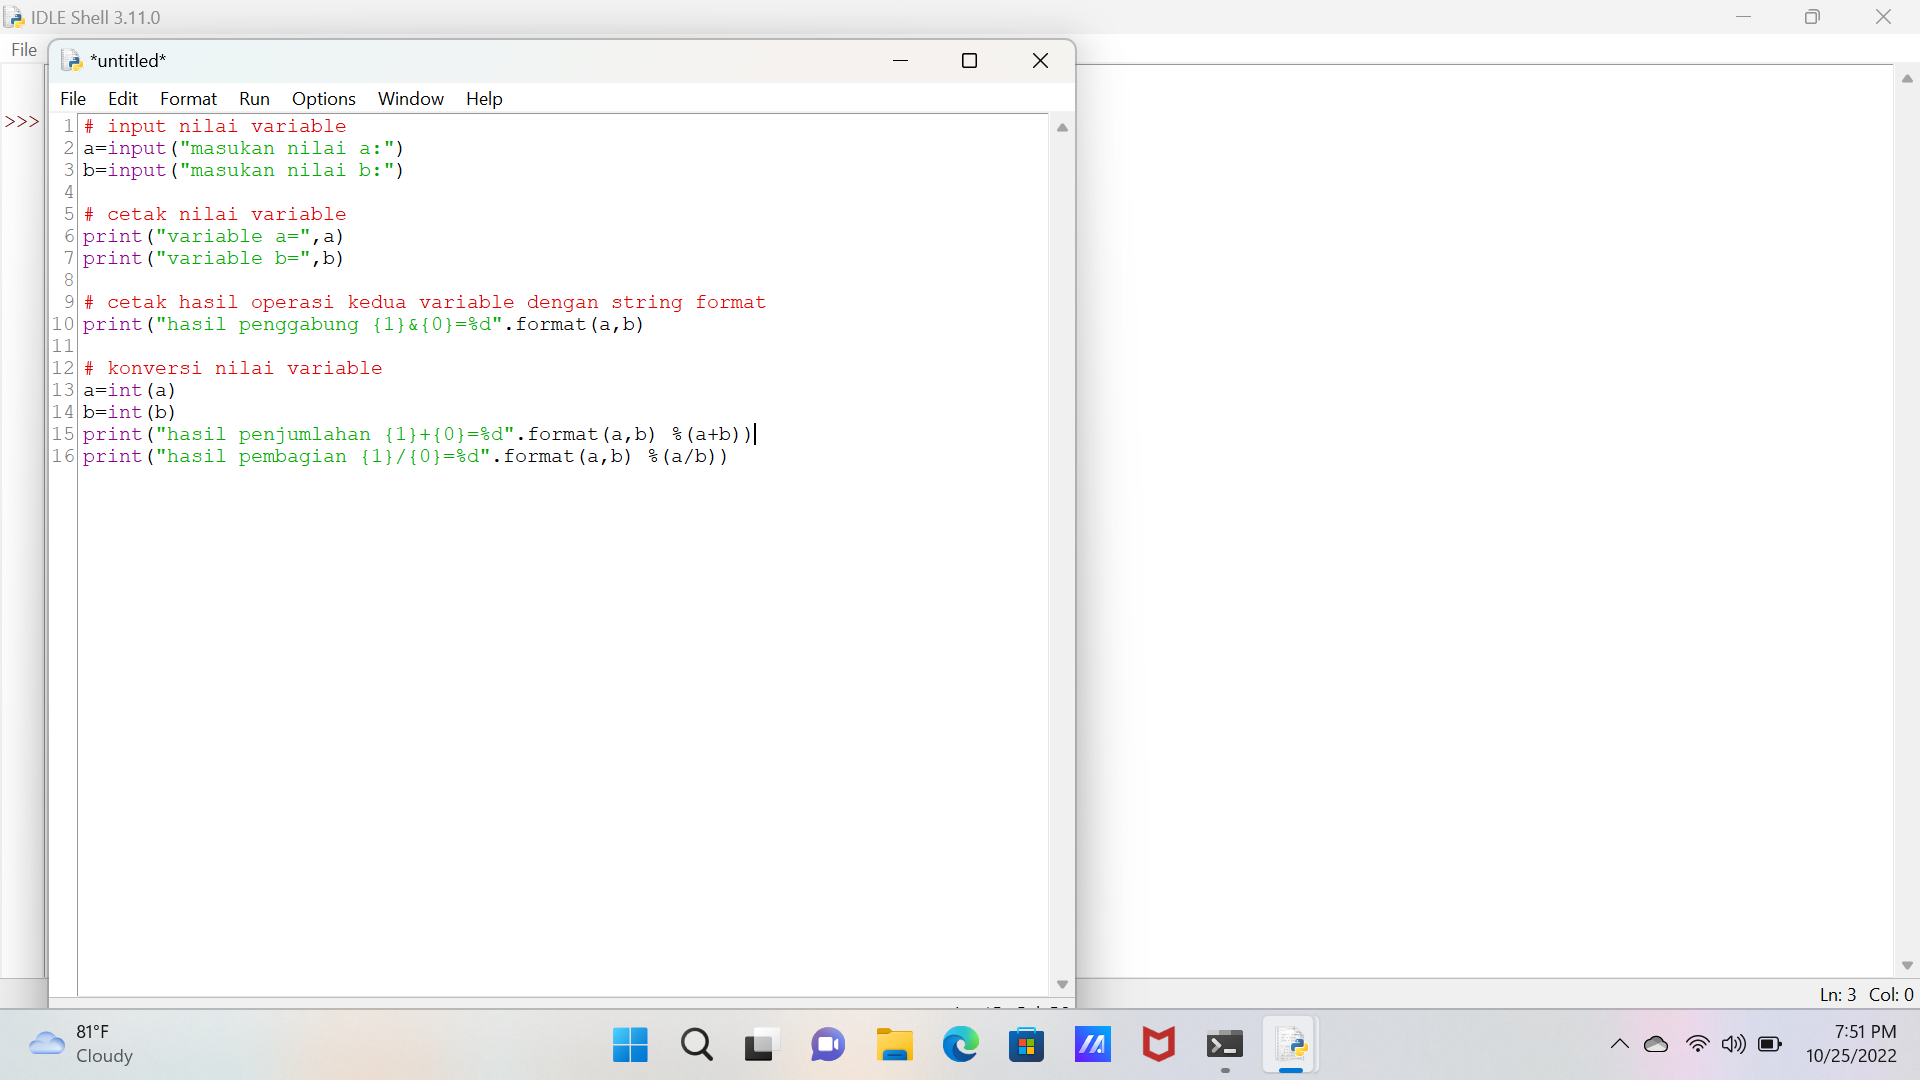 IDLE Shell 3.11.0
File
*untitled*
File Edit Format Run Options Window Help
>>>
1 # input nilai variable
2 a=input("masukan nilai a:")
3 b=input("masukan nilai b:")
4
5 # cetak nilai variable
6 print("variable a=",a)
7 print("variable b=",b)
8
9 # cetak hasil operasi kedua variable dengan string format
10 print("hasil penggabung {1}&{0}=%d".format(a,b)
11
12 # konversi nilai variable
13 a=int(a)
14 b=int(b)
15 print("hasil penjumlahan {1}+{0}=%d".format(a,b) %(a+b))
16 print("hasil pembagian {1}/{0}=%d".format(a,b) %(a/b))
Ln: 3 Col: 0
81°F
Cloudy
7:51 PM
10/25/2022